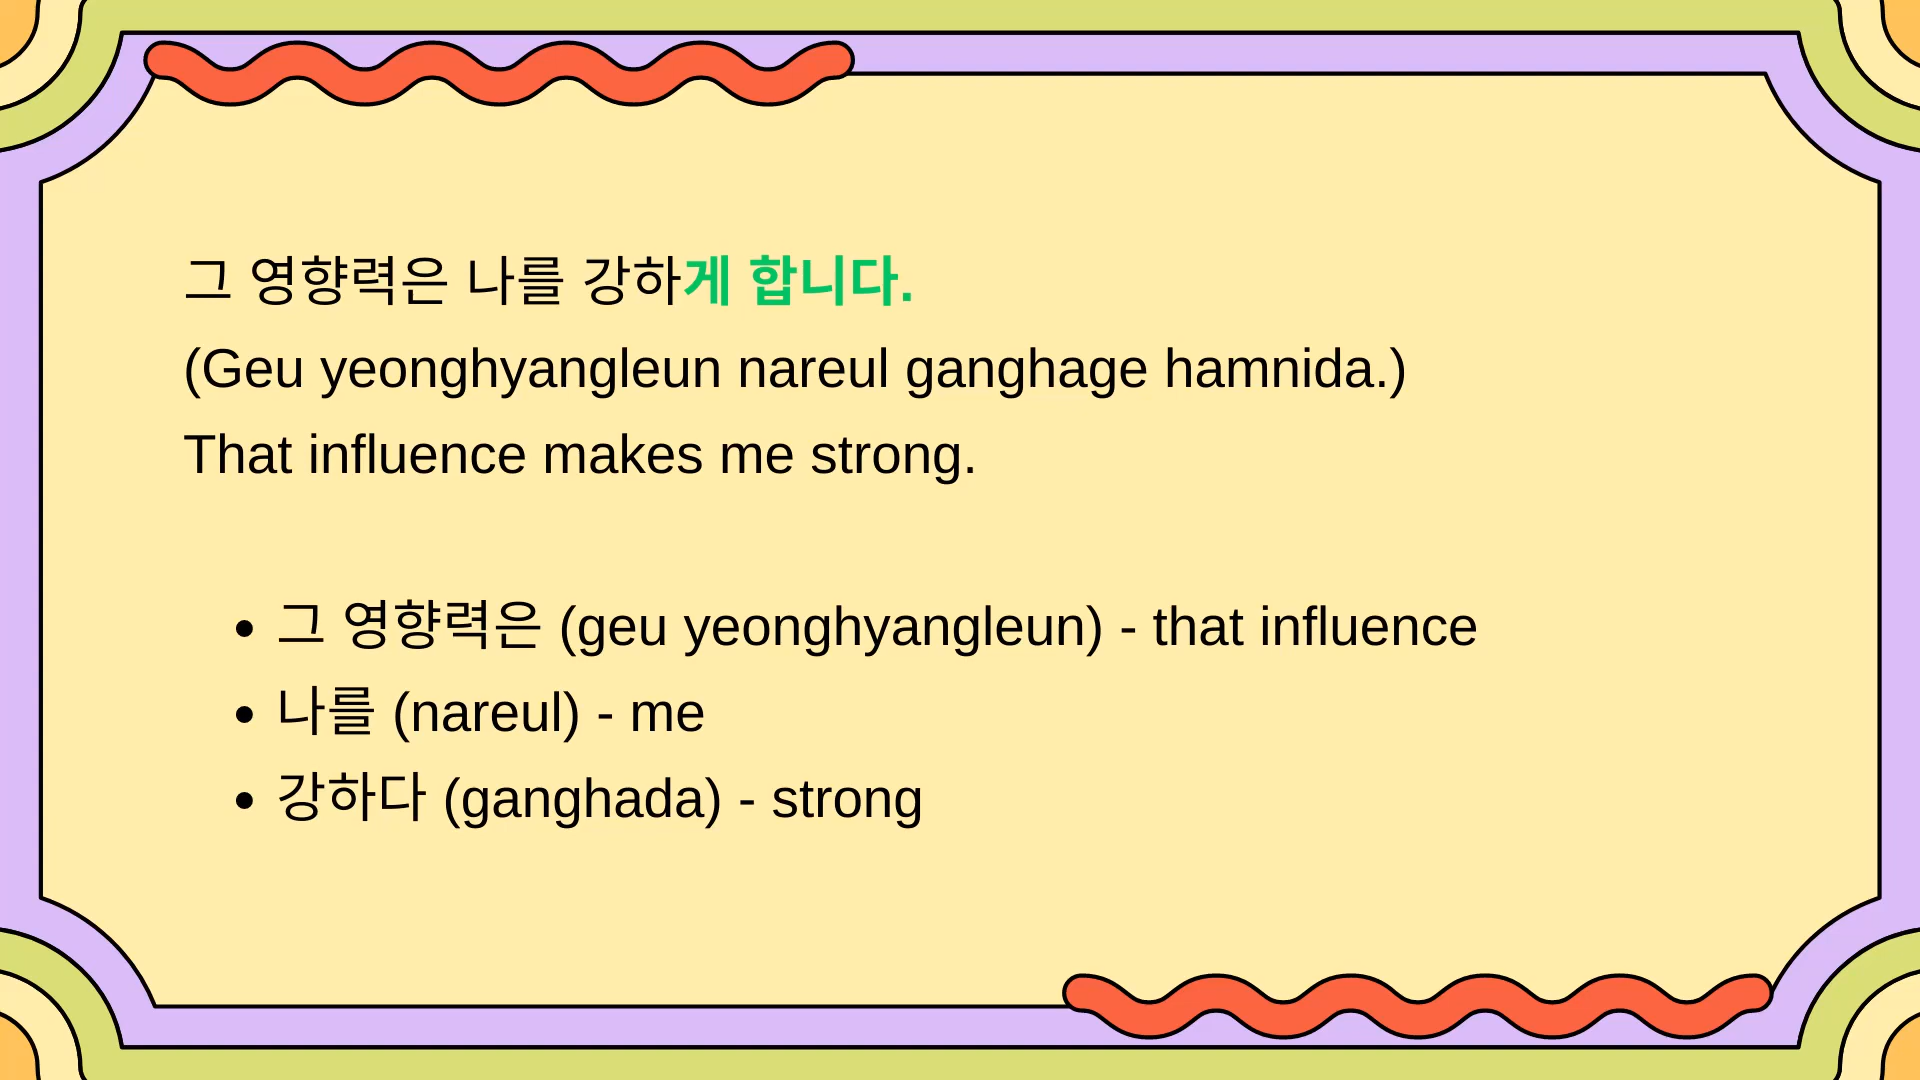 그 영향력은 나를 강하게 합니다.
(Geu yeonghyangleun nareul ganghage hamnida.)
That influence makes me strong.
• 그 영향력은 (geu yeonghyangleun) - that influence
• 나를 (nareul) - me
• 강하다 (ganghada) - strong